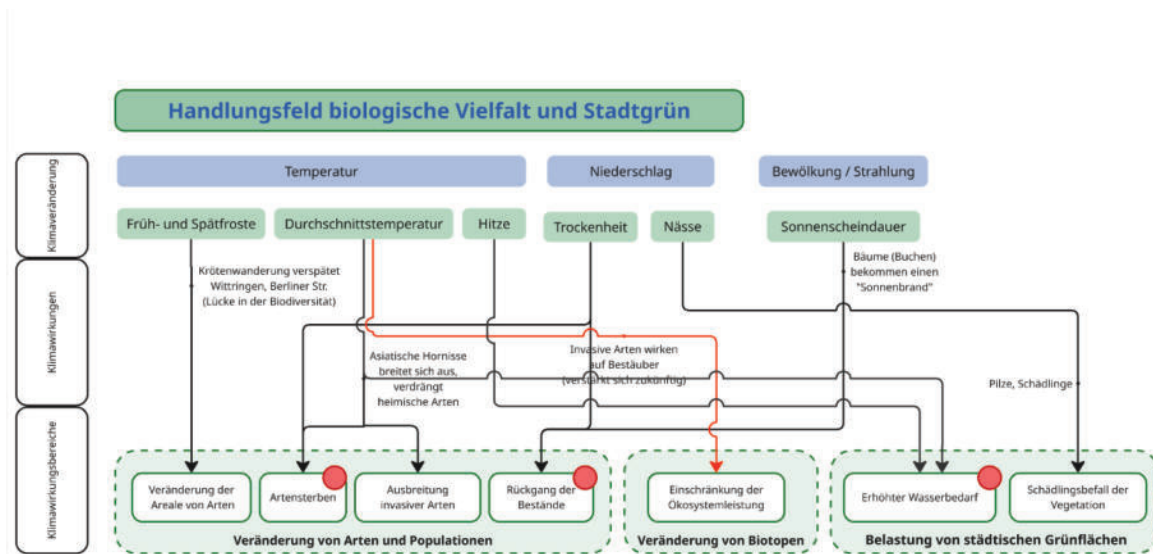 Handlungsfeld biologische Vielfalt und Stadtgrün
Klimaveränderung
Temperatur
Niederschlag
Bewölkung / Strahlung
Früh- und Spätfroste
Durchschnittstemperatur
Hitze
Trockenheit
Nässe
Sonnenscheindauer
Klimawirkungen
Krötenwanderung verspätet
Wittringen, Berliner Str.
(Lücke in der Biodiversität)
Bäume (Buchen)
bekommen einen
"Sonnenbrand"
Asiatische Hornisse
breitet sich aus,
verdrängt
heimische Arten
Invasive Arten wirken
auf Bestäuber
(verstärkt sich zukünftig)
Pilze, Schädlinge
Klimawirkungsbereiche
Veränderung der
Areale von Arten
Artensterben
Ausbreitung
invasiver Arten
Rückgang der
Bestände
Einschränkung der
Ökosystemleistung
Erhöhter Wasserbedarf
Schädlingsbefall der
Vegetation
Veränderung von Arten und Populationen
Veränderung von Biotopen
Belastung von städtischen Grünflächen